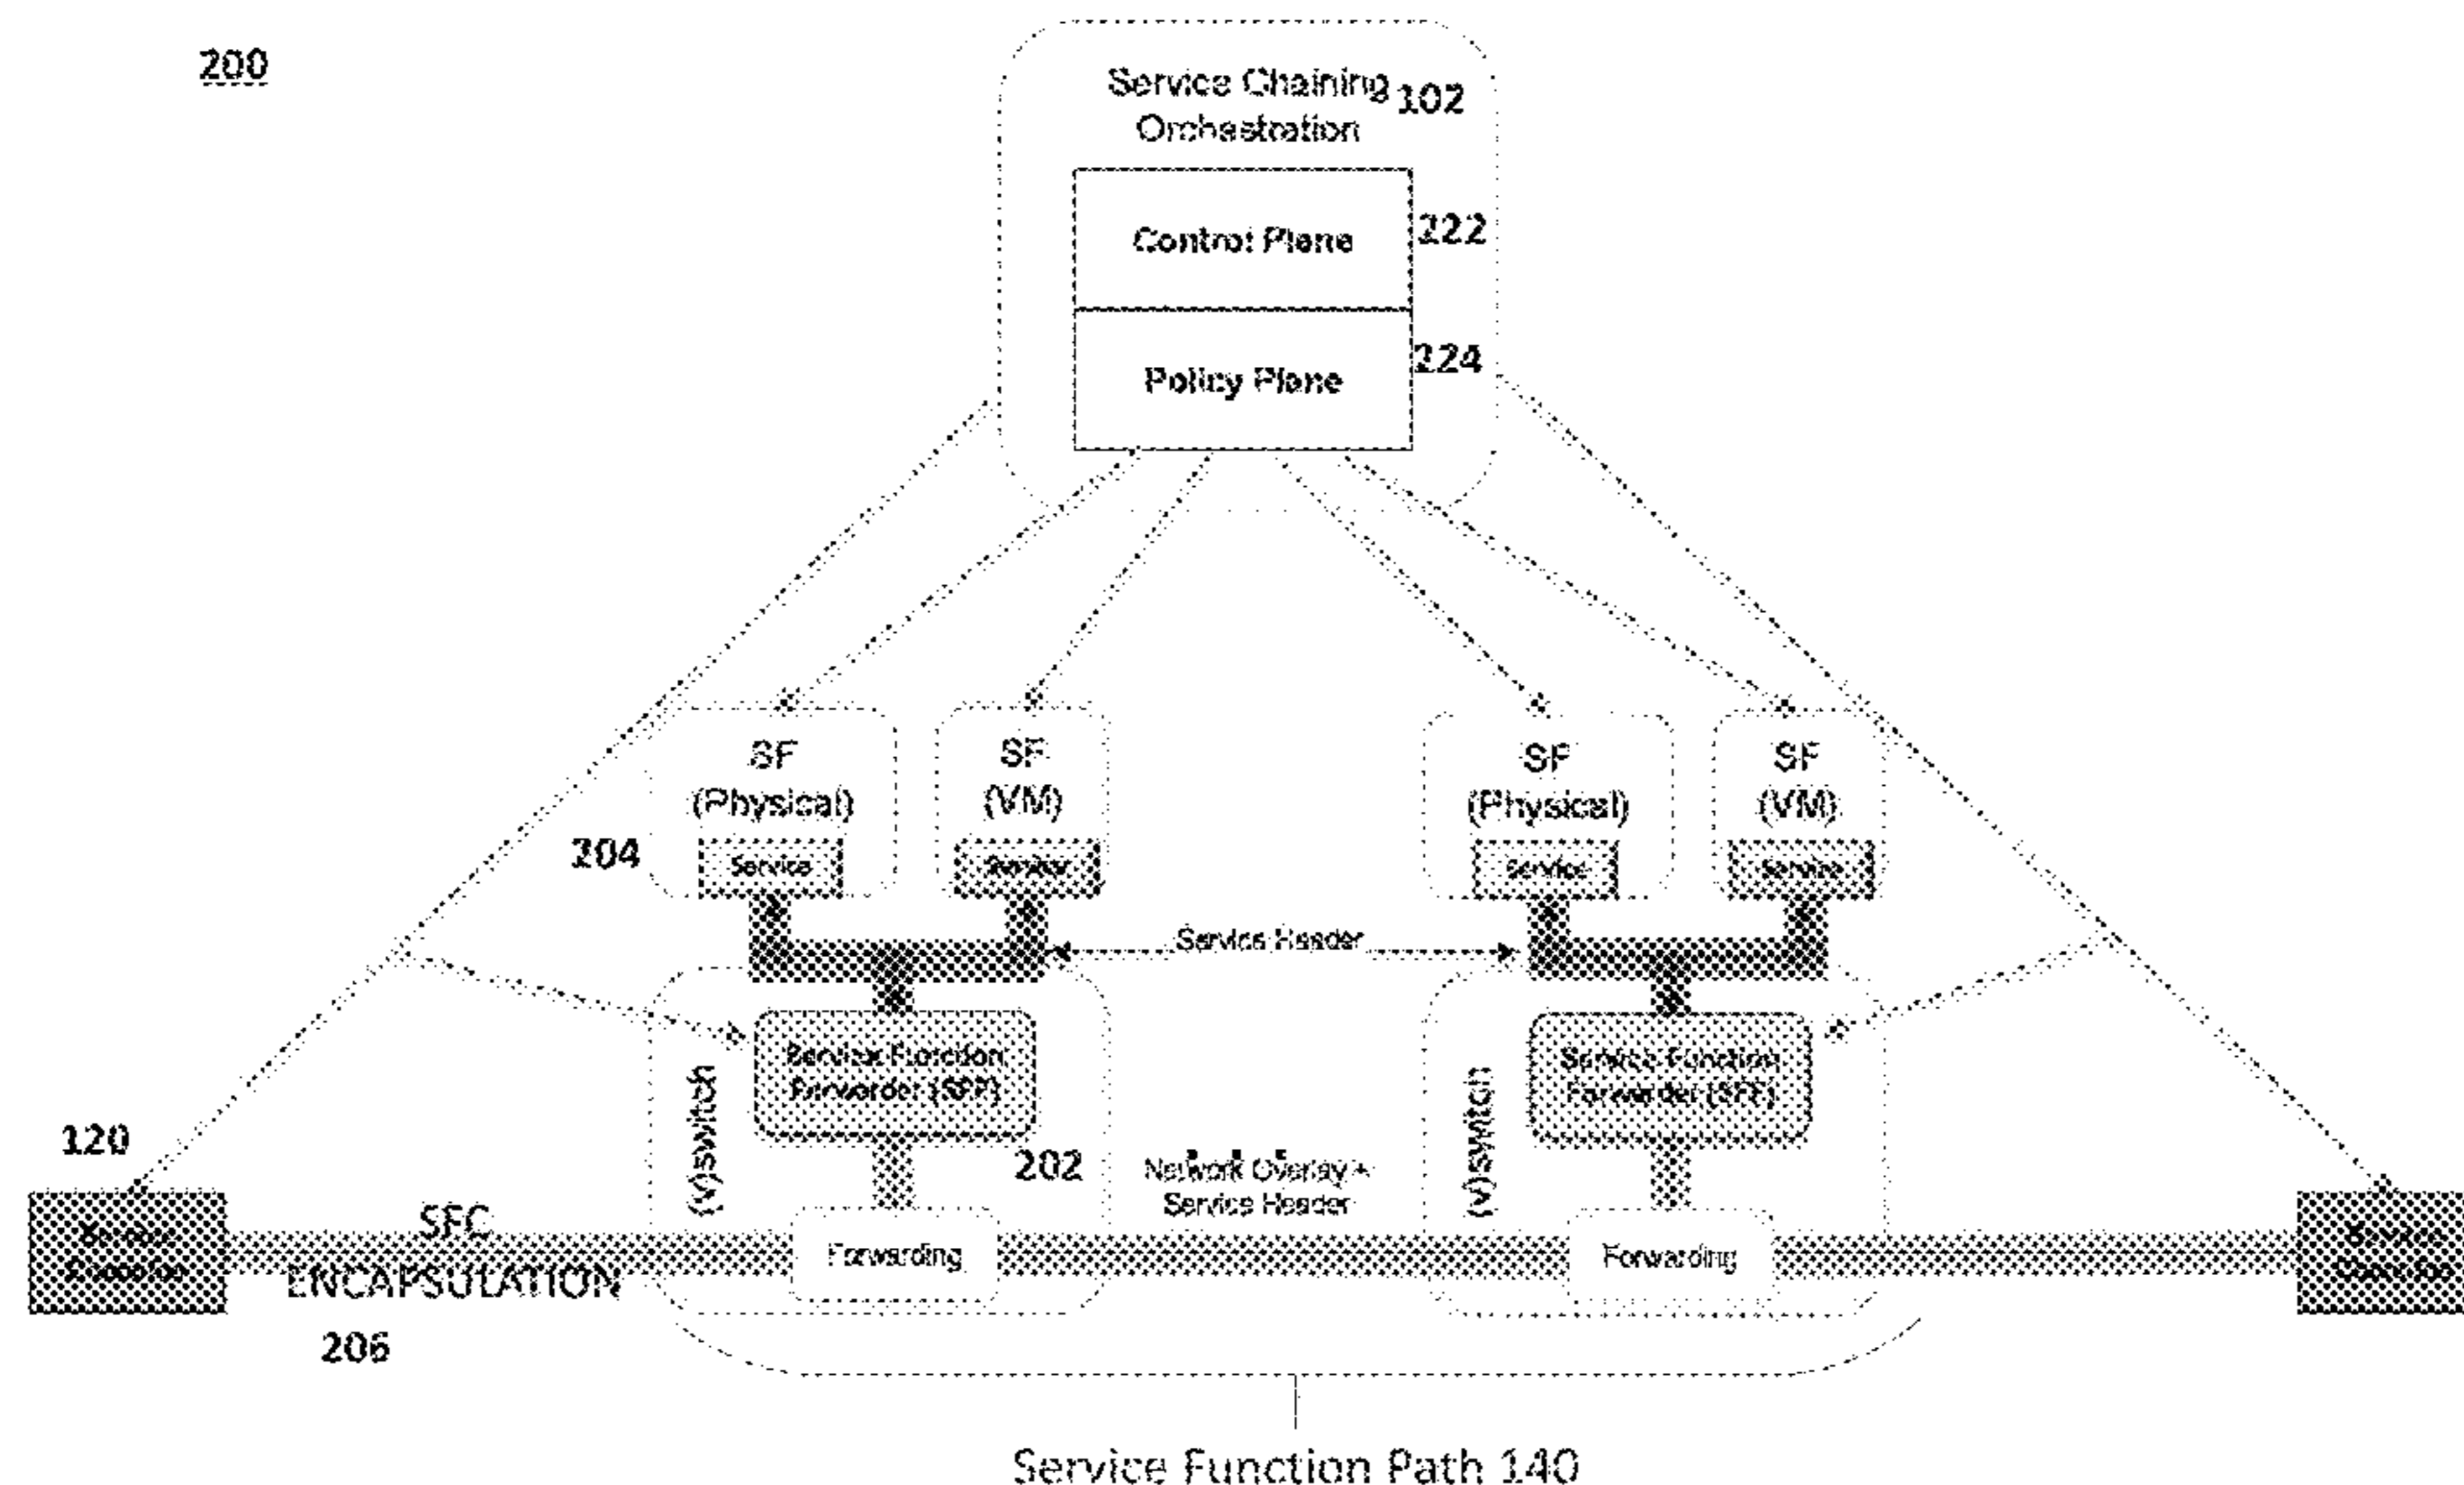 200
Service Chaining 102
Orchestration
Control Plane 222
Policy Plane 224
SF
(Physical)
SF
(VM)
SF
(Physical)
SF
(VM)
204
Service
Service
Service
Service
Service Header
(v)switch
Service Function
Forwarder (SFF)
(v)switch
Service Function
Forwarder (SFF)
120
202
Network Overlay +
Service Header
SFC
ENCAPSULATION
Forwarding
Forwarding
206
Service Function Path 140